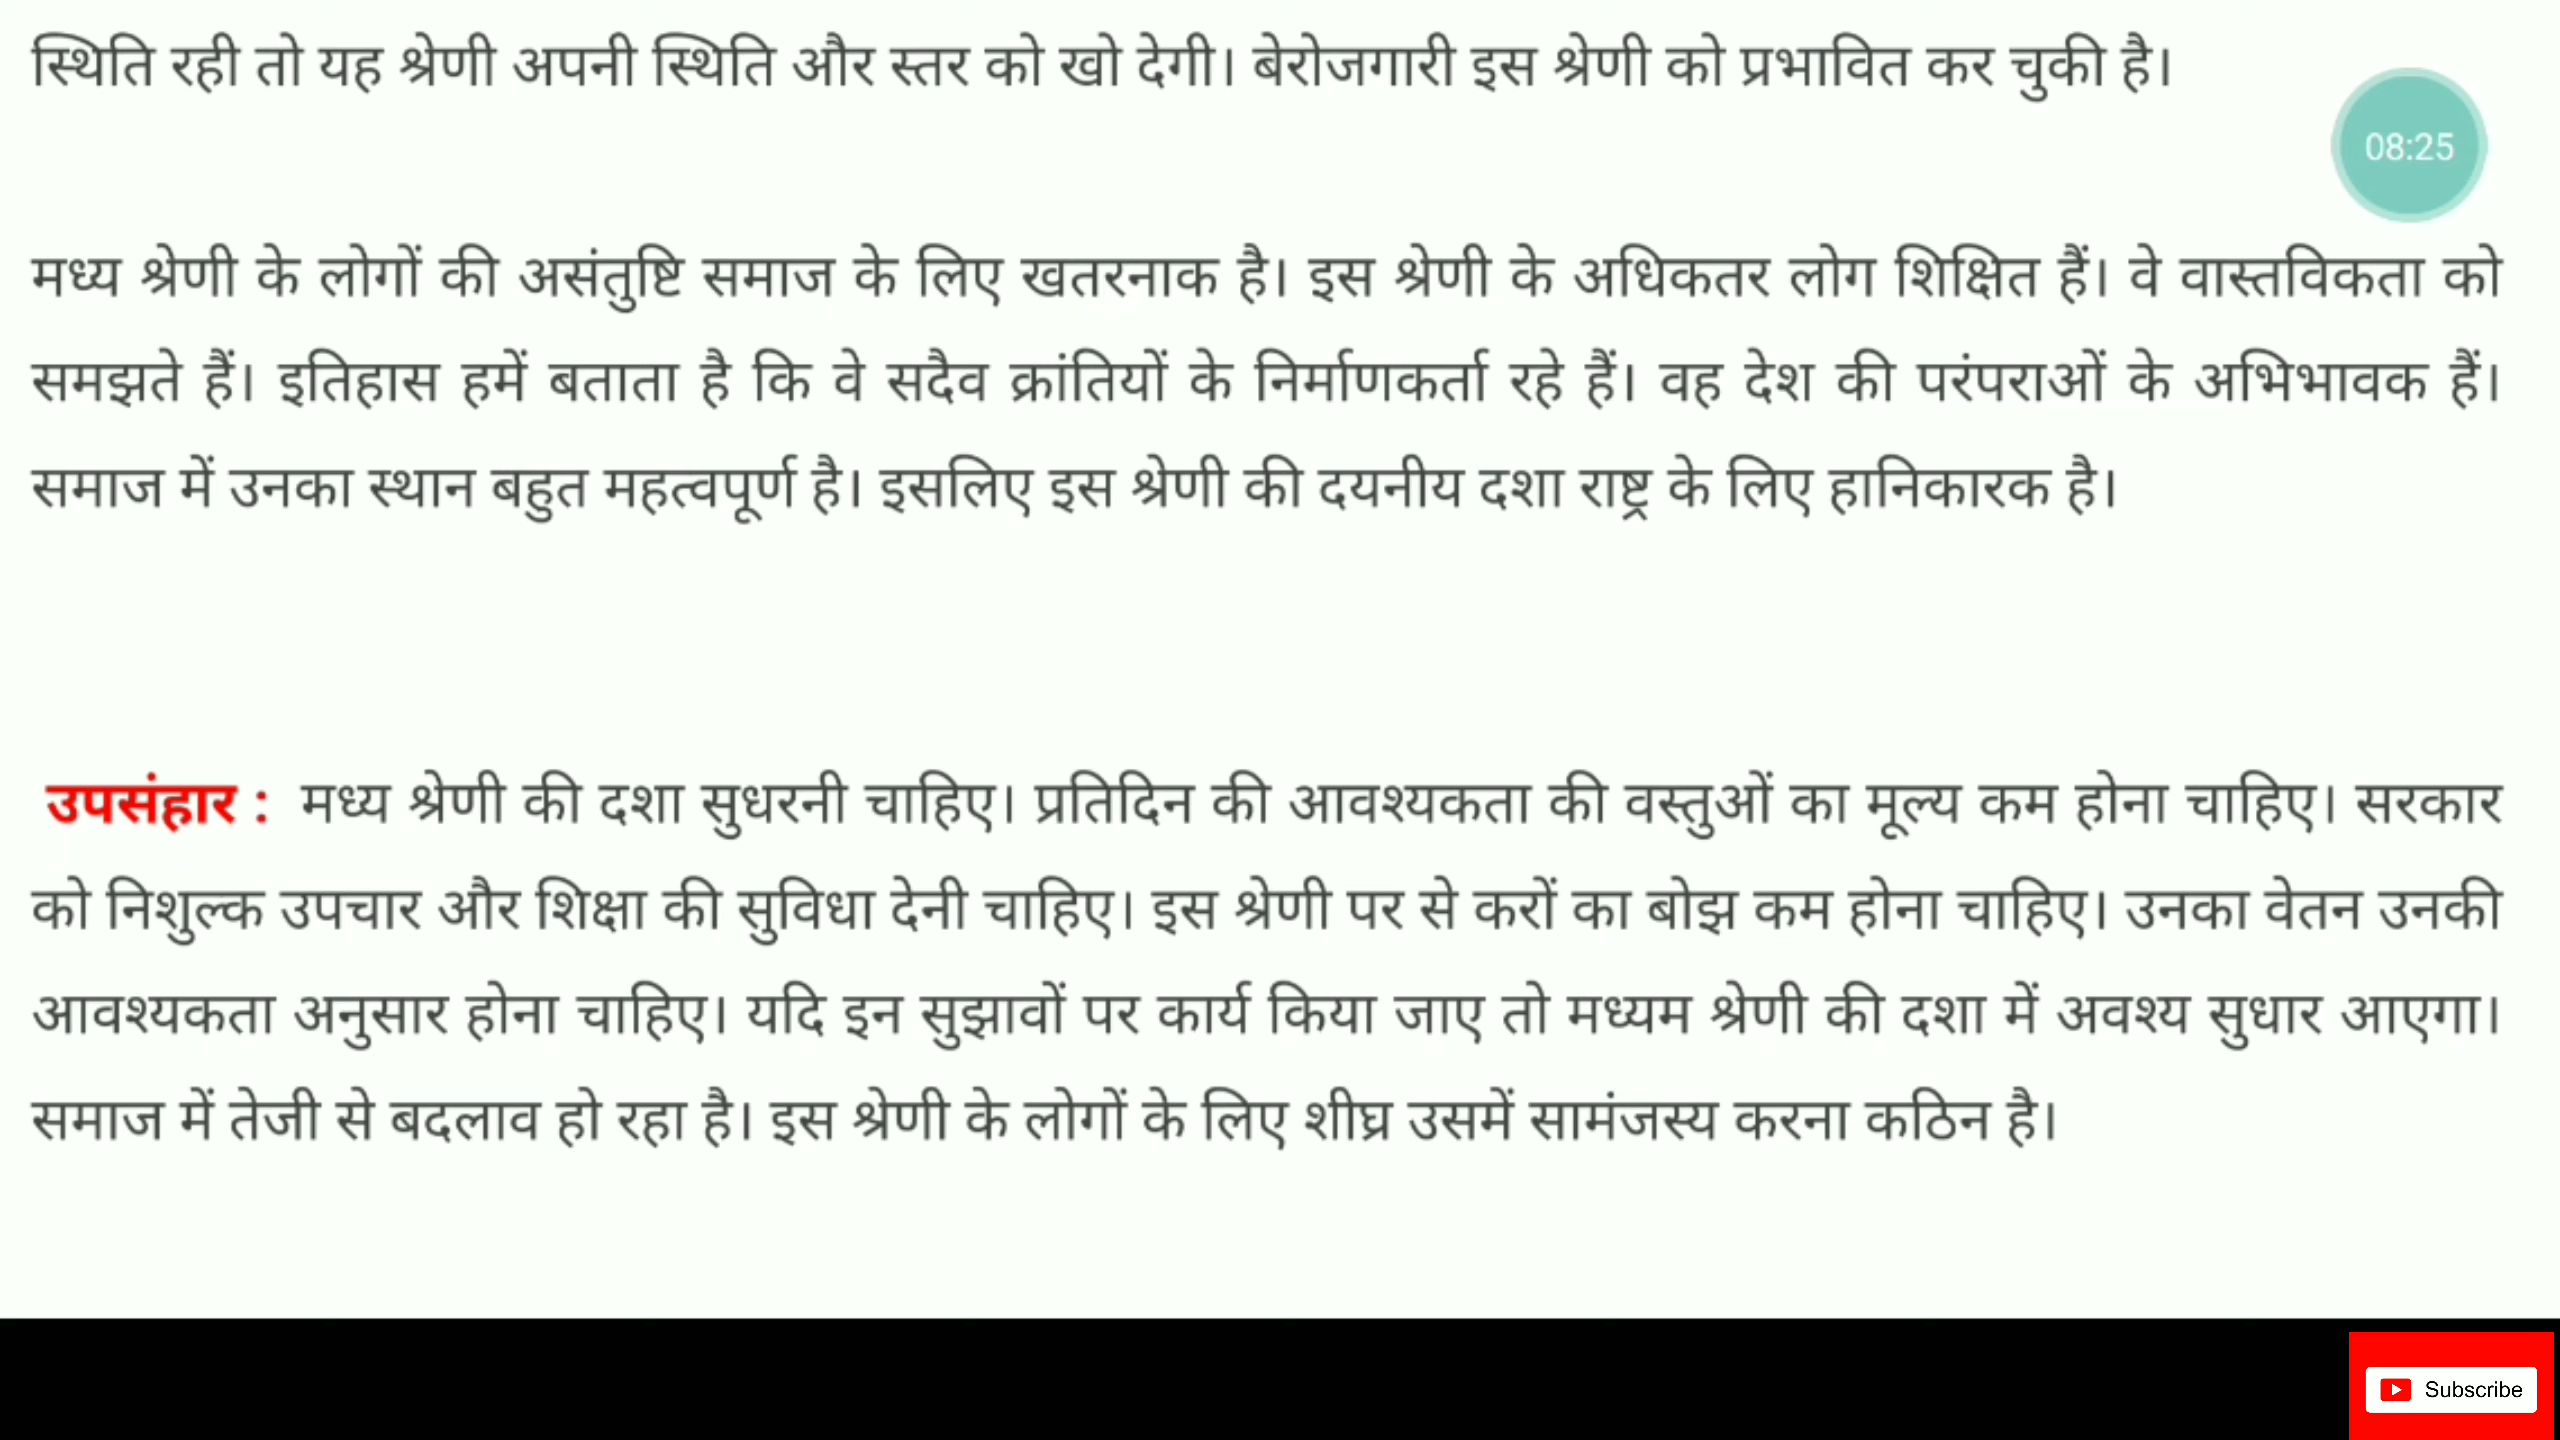 स्थिति रही तो यह श्रेणी अपनी स्थिति और स्तर को खो देगी। बेरोजगारी इस श्रेणी को प्रभावित कर चुकी है।
08:25
मध्य श्रेणी के लोगों की असंतुष्टि समाज के लिए खतरनाक है। इस श्रेणी के अधिकतर लोग शिक्षित हैं। वे वास्तविकता को
समझते हैं। इतिहास हमें बताता है कि वे सदैव क्रांतियों के निर्माणकर्ता रहे हैं। वह देश की परंपराओं के अभिभावक हैं।
समाज में उनका स्थान बहुत महत्वपूर्ण है। इसलिए इस श्रेणी की दयनीय दशा राष्ट्र के लिए हानिकारक है।
उपसंहार : मध्य श्रेणी की दशा सुधरनी चाहिए। प्रतिदिन की आवश्यकता की वस्तुओं का मूल्य कम होना चाहिए। सरकार
को निशुल्क उपचार और शिक्षा की सुविधा देनी चाहिए। इस श्रेणी पर से करों का बोझ कम होना चाहिए। उनका वेतन उनकी
आवश्यकता अनुसार होना चाहिए। यदि इन सुझावों पर कार्य किया जाए तो मध्यम श्रेणी की दशा में अवश्य सुधार आएगा।
समाज में तेजी से बदलाव हो रहा है। इस श्रेणी के लोगों के लिए शीघ्र उसमें सामंजस्य करना कठिन है।
Subscribe